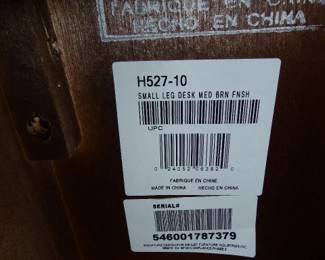 FABRIQUE EN CHINE
HECHO EN CHINA
H527-10
SMALL LEG DESK MED BRN FNSH
UPC
FABRIQUE EN CHINE
MADE IN CHINA HECHO EN CHINA
SERIAL#
546001787379